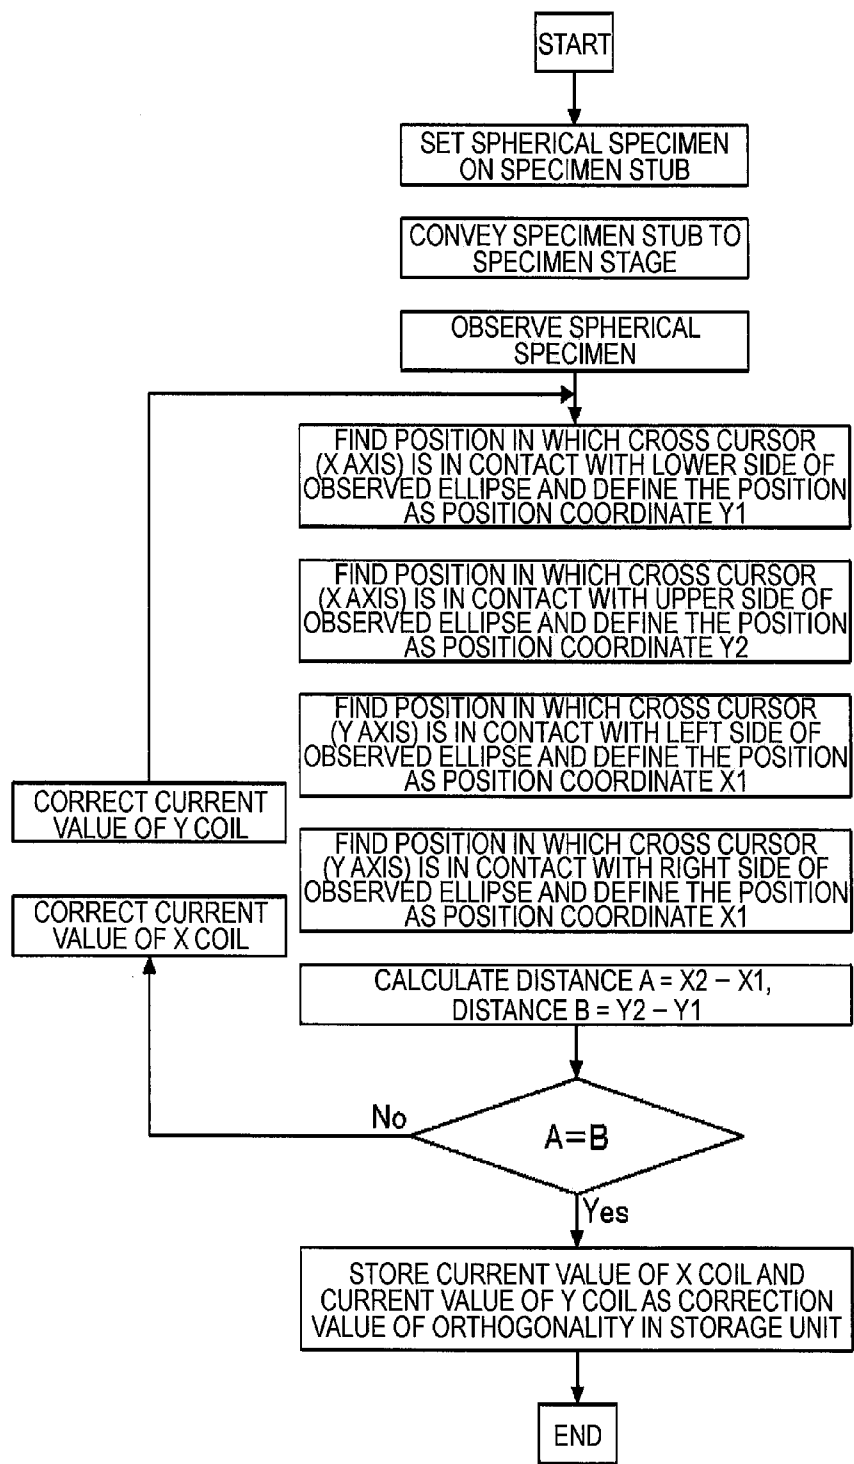 START
SET SPHERICAL SPECIMEN
ON SPECIMEN STUB
CONVEY SPECIMEN STUB TO
SPECIMEN STAGE
OBSERVE SPHERICAL
SPECIMEN
FIND POSITION IN WHICH CROSS CURSOR
(X AXIS) IS IN CONTACT WITH LOWER SIDE OF
OBSERVED ELLIPSE AND DEFINE THE POSITION
AS POSITION COORDINATE Y1
FIND POSITION IN WHICH CROSS CURSOR
(X AXIS) IS IN CONTACT WITH UPPER SIDE OF
OBSERVED ELLIPSE AND DEFINE THE POSITION
AS POSITION COORDINATE Y2
FIND POSITION IN WHICH CROSS CURSOR
(Y AXIS) IS IN CONTACT WITH LEFT SIDE OF
OBSERVED ELLIPSE AND DEFINE THE POSITION
AS POSITION COORDINATE X1
CORRECT CURRENT
VALUE OF Y COIL
FIND POSITION IN WHICH CROSS CURSOR
(Y AXIS) IS IN CONTACT WITH RIGHT SIDE OF
OBSERVED ELLIPSE AND DEFINE THE POSITION
AS POSITION COORDINATE X1
CORRECT CURRENT
VALUE OF X COIL
CALCULATE DISTANCE A = X2 – X1,
DISTANCE B = Y2 – Y1
No
A=B
Yes
STORE CURRENT VALUE OF X COIL AND
CURRENT VALUE OF Y COIL AS CORRECTION
VALUE OF ORTHOGONALITY IN STORAGE UNIT
END